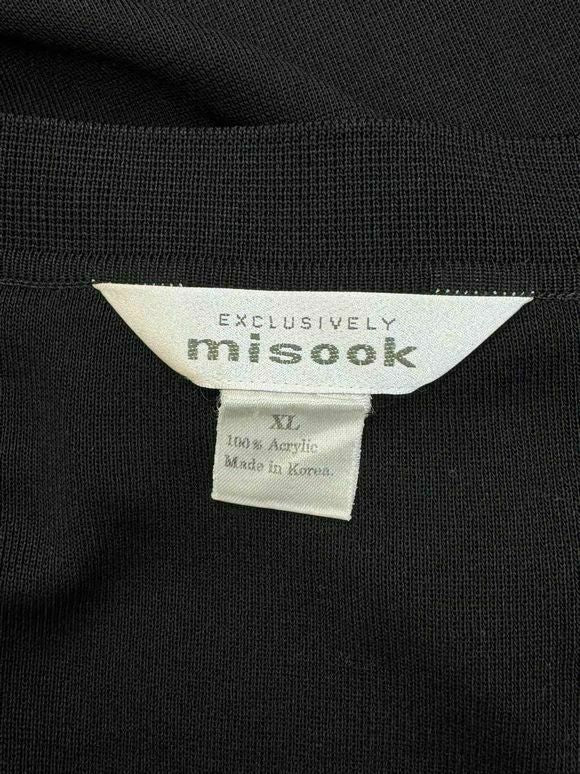 EXCLUSIVELY
misook
XL
100% Acrylic
Made in Korea.